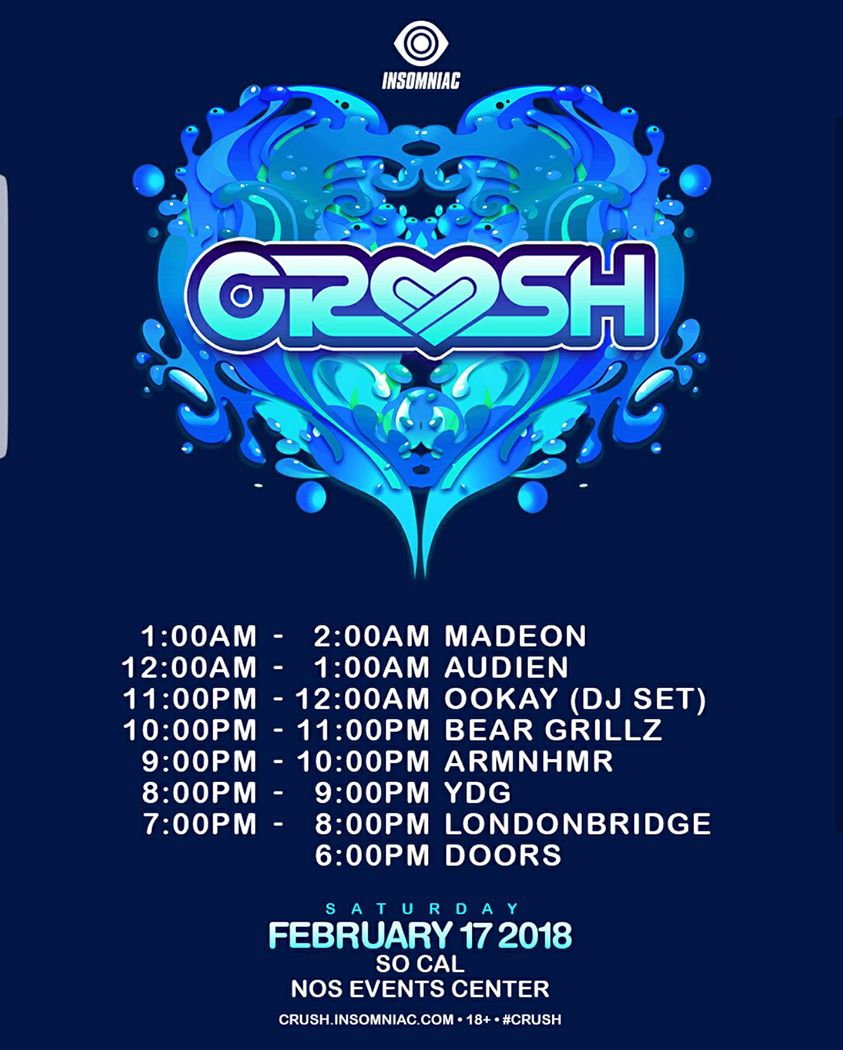 INSOMNIAC
CRUSH
1:00AM - 2:00AM MADEON
12:00AM - 1:00AM AUDIEN
11:00PM - 12:00AM OOKAY (DJ SET)
10:00PM - 11:00PM BEAR GRILLZ
9:00PM - 10:00PM ARMNHMR
8:00PM - 9:00PM YDG
7:00PM - 8:00PM LONDONBRIDGE
6:00PM DOORS
SATURDAY
FEBRUARY 17 2018
SO CAL
NOS EVENTS CENTER
CRUSH.INSOMNIAC.COM • 18+ • #CRUSH